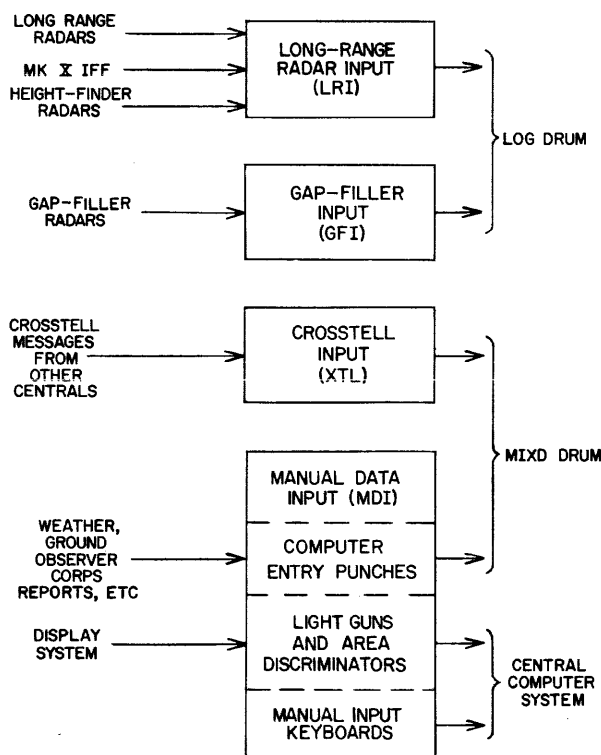 LONG RANGE
RADARS
MK X IFF
HEIGHT-FINDER
RADARS
LONG-RANGE
RADAR INPUT
(LRI)
LOG DRUM
GAP-FILLER
RADARS
GAP-FILLER
INPUT
(GFI)
CROSSTELL
MESSAGES
FROM
OTHER
CENTRALS
CROSSTELL
INPUT
(XTL)
MIXD DRUM
MANUAL DATA
INPUT (MDI)
WEATHER,
GROUND
OBSERVER
CORPS
REPORTS, ETC
COMPUTER
ENTRY PUNCHES
DISPLAY
SYSTEM
LIGHT GUNS
AND AREA
DISCRIMINATORS
MANUAL INPUT
KEYBOARDS
CENTRAL
COMPUTER
SYSTEM